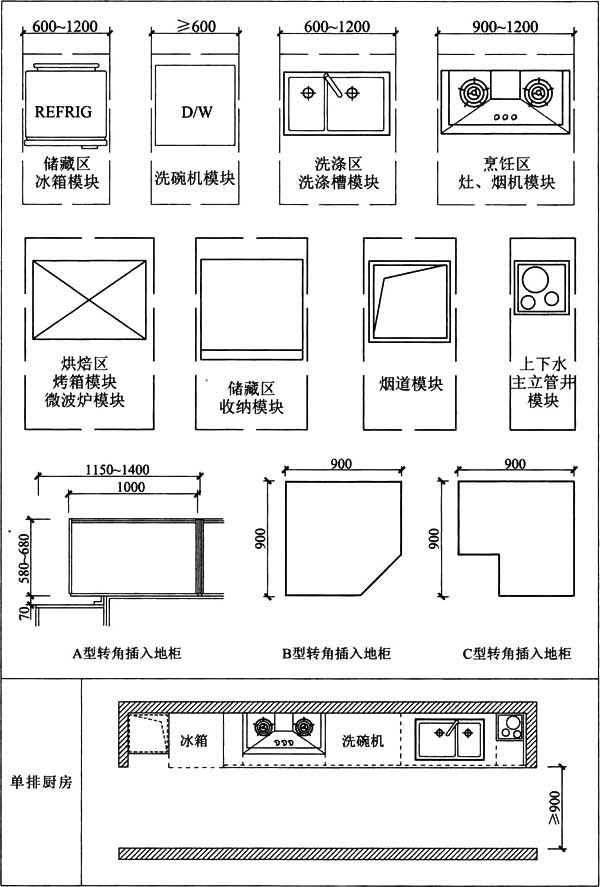 600~1200
≥600
600~1200
900~1200
REFRIG
D/W
储藏区
冰箱模块
洗碗机模块
洗涤区
洗涤槽模块
烹饪区
灶、烟机模块
烘焙区
烤箱模块
微波炉模块
储藏区
收纳模块
烟道模块
上下水
主立管井
模块
1150~1400
1000
580~680
70
900
900
900
900
A型转角插入地柜
B型转角插入地柜
C型转角插入地柜
单排厨房
冰箱
洗碗机
≥900